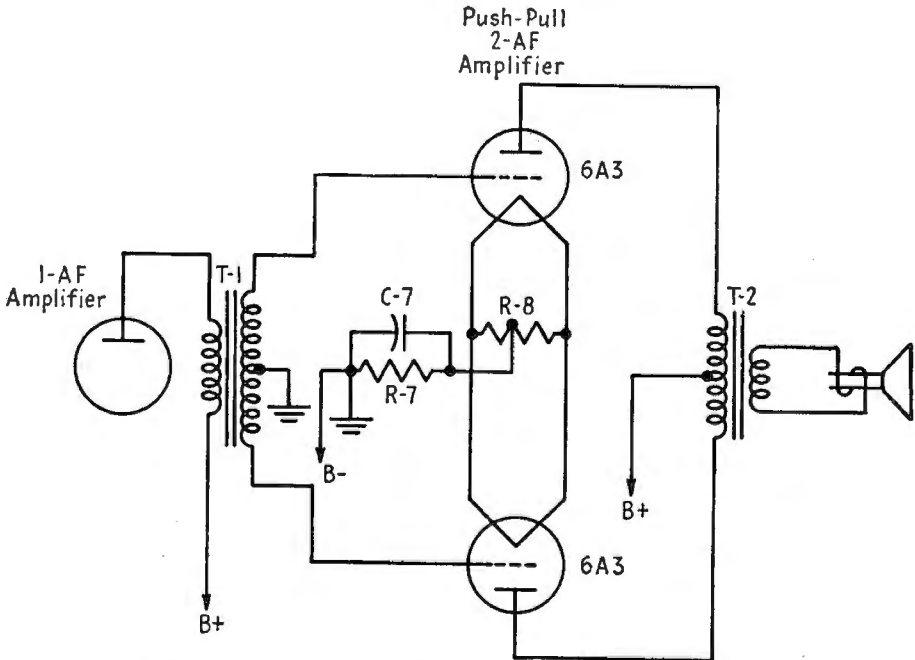 Push-Pull
2-AF
Amplifier
6A3
1-AF
Amplifier
T-1
C-7
R-8
T-2
R-7
B-
B+
6A3
B+